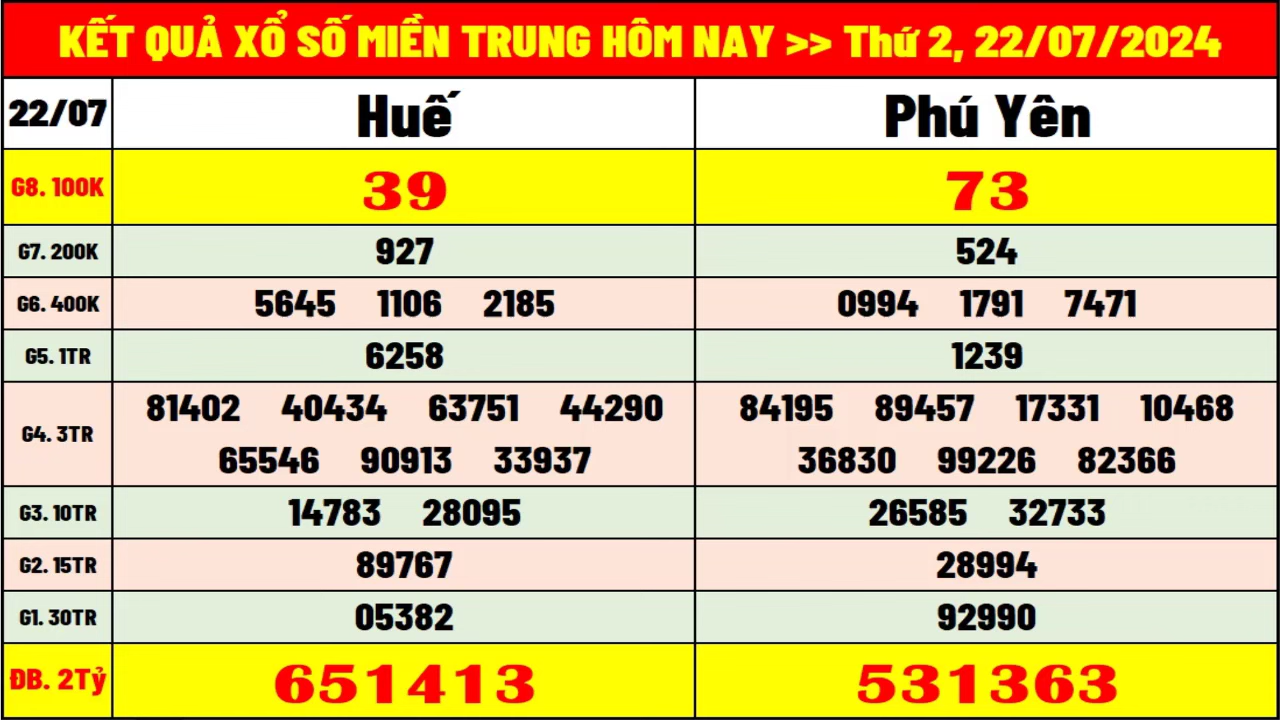 KẾT QUẢ XỔ SỐ MIỀN TRUNG HÔM NAY >> Thứ 2, 22/07/2024
22/07 Huế Phú Yên
G8. 100K 39 73
G7. 200K 927 524
G6. 400K 5645 1106 2185 0994 1791 7471
G5. 1TR 6258 1239
G4. 3TR 81402 40434 63751 44290 84195 89457 17331 10468
65546 90913 33937 36830 99226 82366
G3. 10TR 14783 28095 26585 32733
G2. 15TR 89767 28994
G1. 30TR 05382 92990
ĐB. 2Tỷ 651413 531363